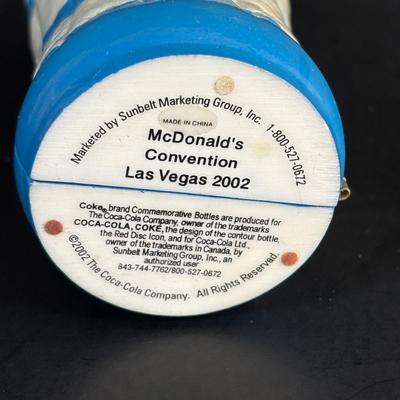 Marketed by Sunbelt Marketing Group, Inc. 1-800-527-0672
MADE IN CHINA
McDonald's
Convention
Las Vegas 2002
Coke® brand Commemorative Bottles are produced for
The Coca-Cola Company, owner of the trademarks
COCA-COLA, COKE, the design of the contour bottle,
the Red Disc Icon, and for Coca-Cola Ltd.,
owner of the trademarks in Canada, by
Sunbelt Marketing Group, Inc., an
authorized user
843-744-7762/800-527-0672
©2002 The Coca-Cola Company. All Rights Reserved.